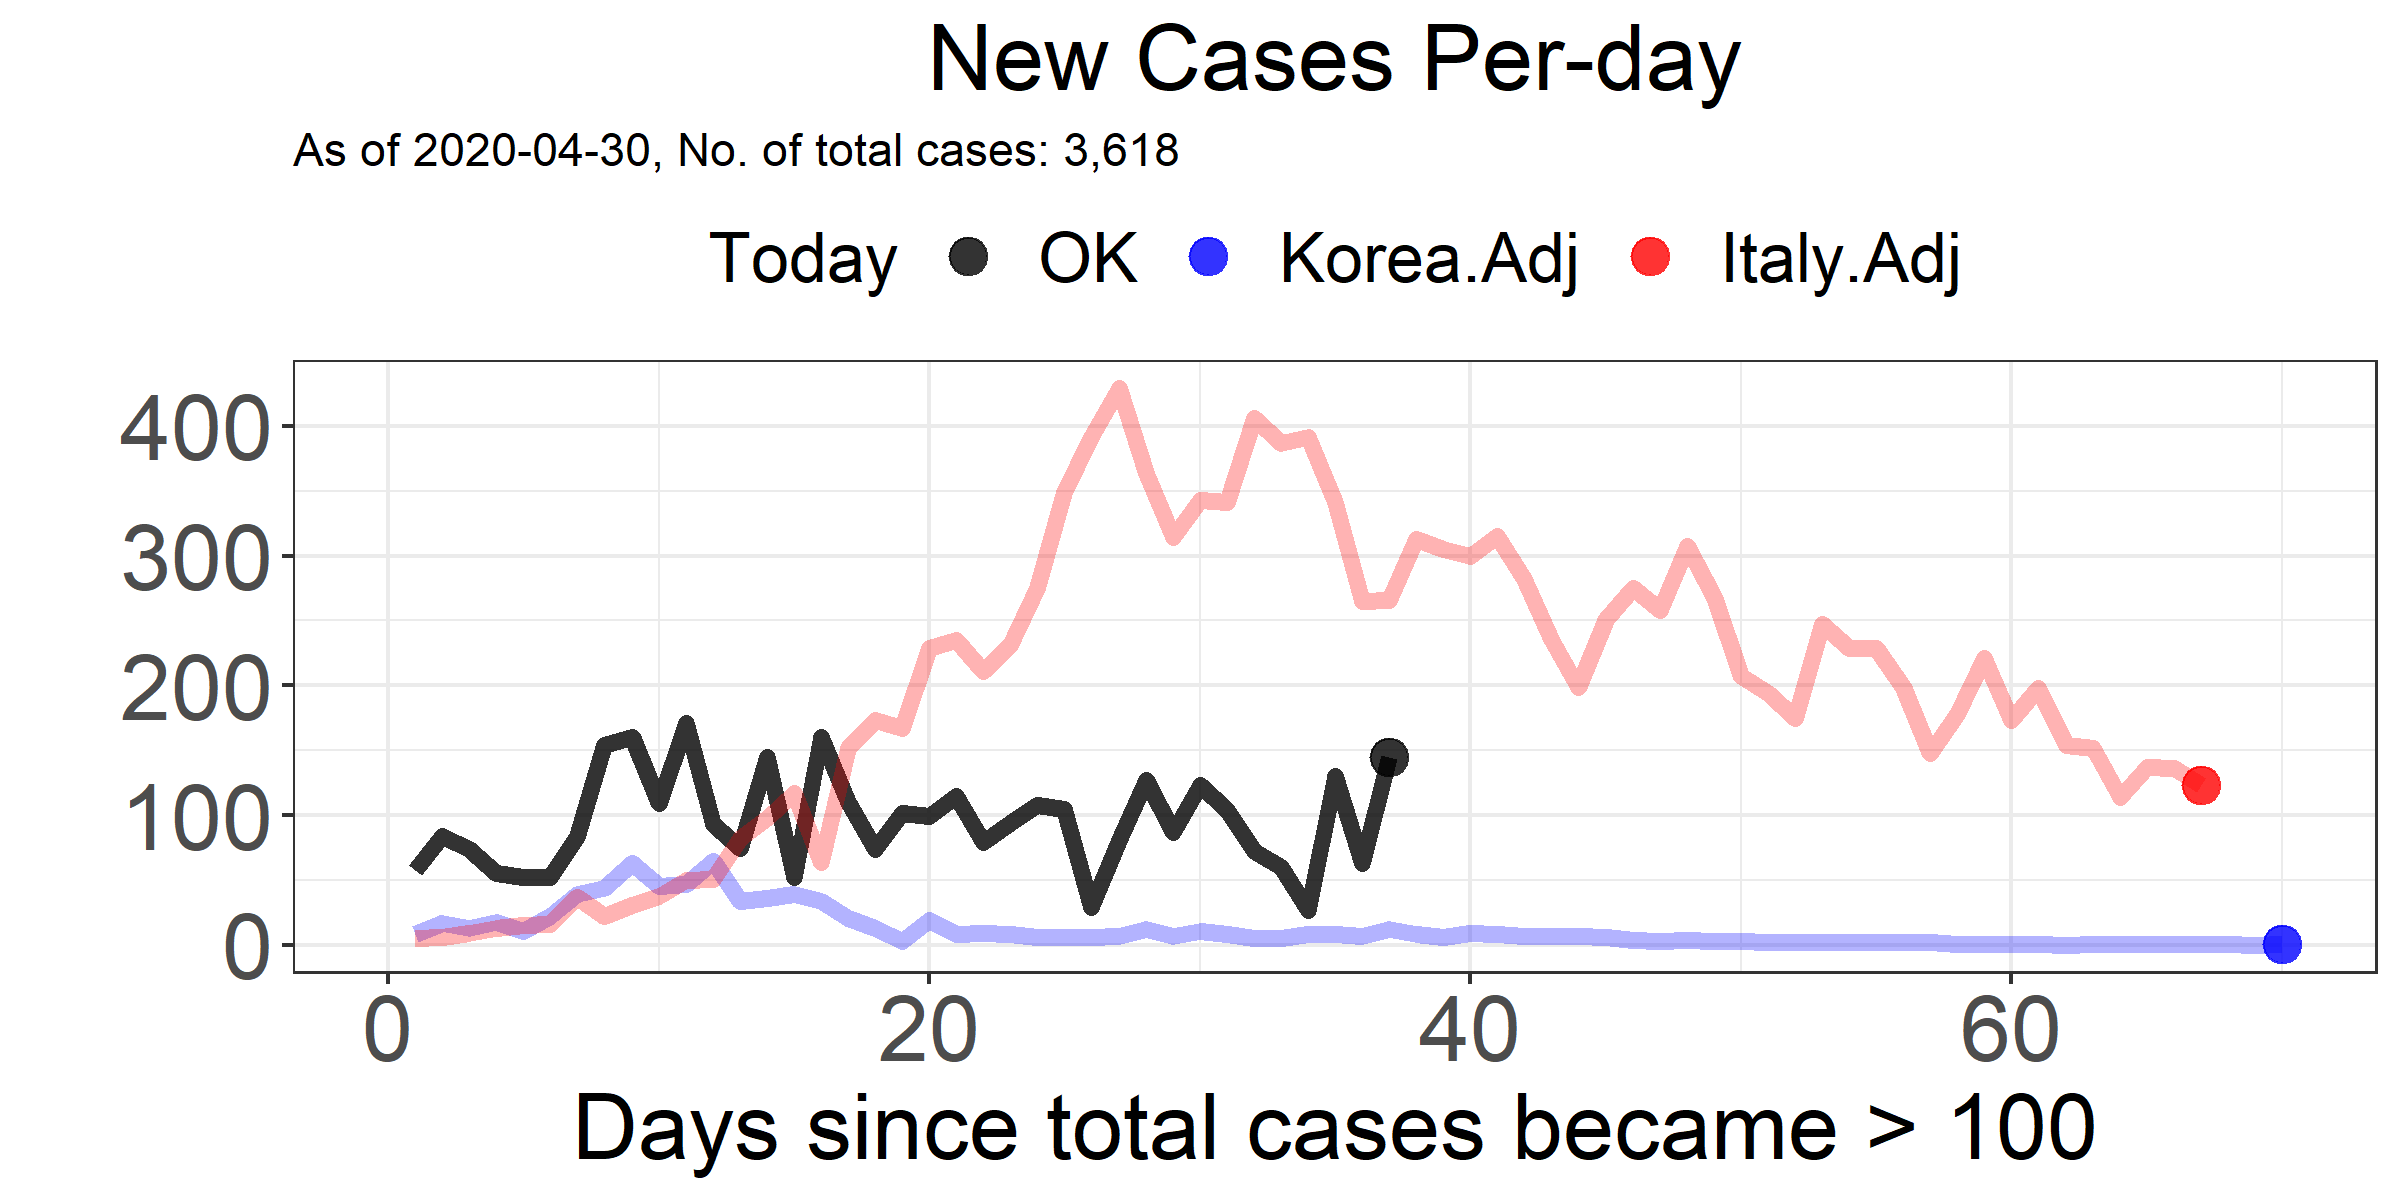 New Cases Per-day
As of 2020-04-30, No. of total cases: 3,618
Today OK Korea.Adj Italy.Adj
400
300
200
100
0
0 20 40 60
Days since total cases became > 100